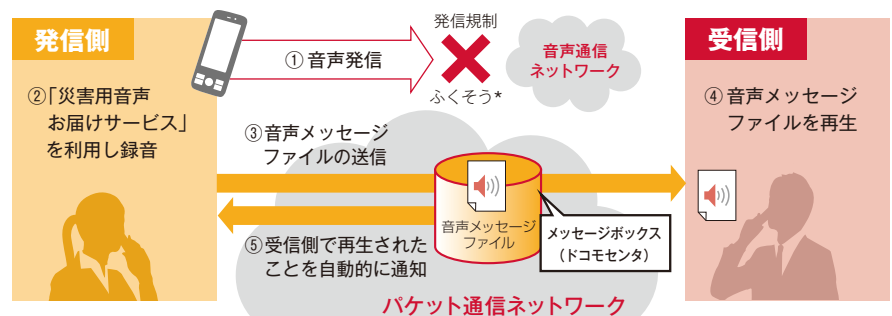 発信側
②「災害用音声
お届けサービス」
を利用し録音
① 音声発信
発信規制
ふくそう*
音声通信
ネットワーク
③音声メッセージ
ファイルの送信
音声メッセージ
ファイル
メッセージボックス
(ドコモセンタ)
⑤受信側で再生された
ことを自動的に通知
パケット通信ネットワーク
受信側
④ 音声メッセージ
ファイルを再生